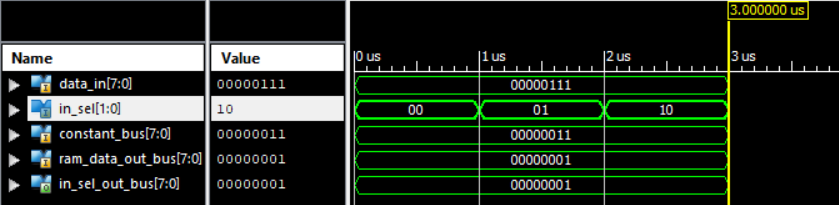 3.000000 us
Name Value 0 us 1 us 2 us 3 us
data_in[7:0] 00000111 00000111
in_sel[1:0] 10 00 01 10
constant_bus[7:0] 00000011 00000011
ram_data_out_bus[7:0] 00000001 00000001
in_sel_out_bus[7:0] 00000001 00000001